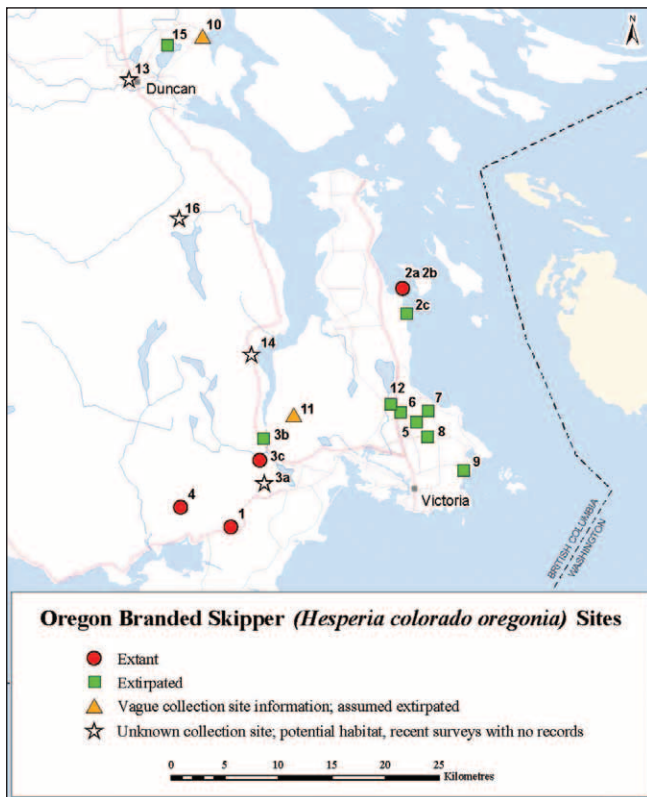 10
N
15
13
Duncan
16
2a 2b
2c
14
12
6
7
11
5
8
3b
9
3c
3a
Victoria
4
1
BRITISH COLUMBIA
WASHINGTON
Oregon Branded Skipper (Hesperia colorado oregonia) Sites
Extant
Extirpated
Vague collection site information; assumed extirpated
Unknown collection site; potential habitat, recent surveys with no records
0 5 10 15 20 25
Kilometres